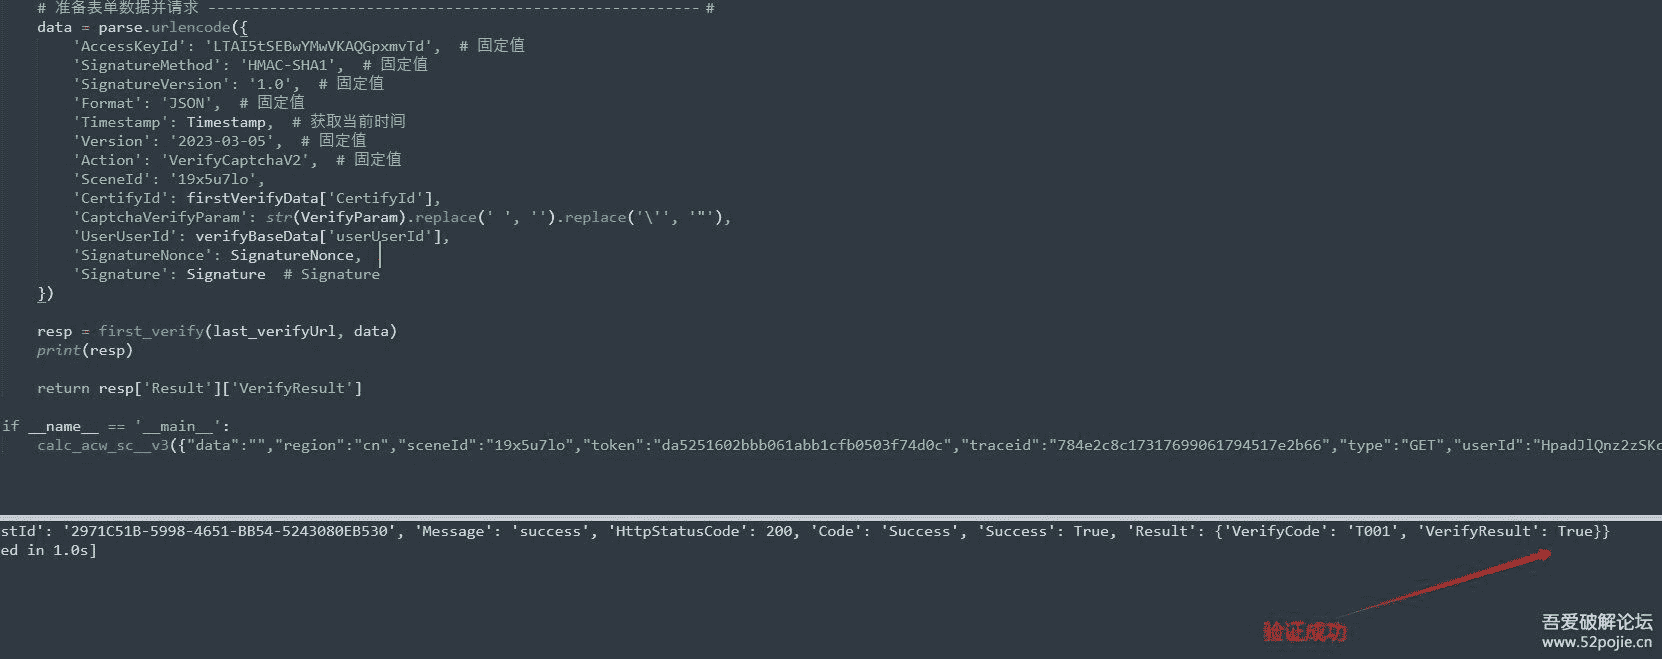 # 准备表单数据并请求 -------------------------------------------------------- #
data = parse.urlencode({
'AccessKeyId': 'LTAI5tSEBwYMwVKAQGpxmvTd',  # 固定值
'SignatureMethod': 'HMAC-SHA1',  # 固定值
'SignatureVersion': '1.0',  # 固定值
'Format': 'JSON',  # 固定值
'Timestamp': Timestamp,  # 获取当前时间
'Version': '2023-03-05',  # 固定值
'Action': 'VerifyCaptchaV2',  # 固定值
'SceneId': '19x5u7lo',
'CertifyId': firstVerifyData['CertifyId'],
'CaptchaVerifyParam': str(VerifyParam).replace(' ', '').replace('\'', '"'),
'UserUserId': verifyBaseData['userUserId'],
'SignatureNonce': SignatureNonce,
'Signature': Signature  # Signature
})
resp = first_verify(last_verifyUrl, data)
print(resp)
return resp['Result']['VerifyResult']
if __name__ == '__main__':
calc_acw_sc__v3({"data":"","region":"cn","sceneId":"19x5u7lo","token":"da5251602bbb061abb1cfb0503f74d0c","traceid":"784e2c8c17317699061794517e2b66","type":"GET","userId":"HpadJlQnz2zSKc
stId': '2971C51B-5998-4651-BB54-5243080EB530', 'Message': 'success', 'HttpStatusCode': 200, 'Code': 'Success', 'Success': True, 'Result': {'VerifyCode': 'T001', 'VerifyResult': True}}
ed in 1.0s]
验证成功
吾爱破解论坛
www.52pojie.cn